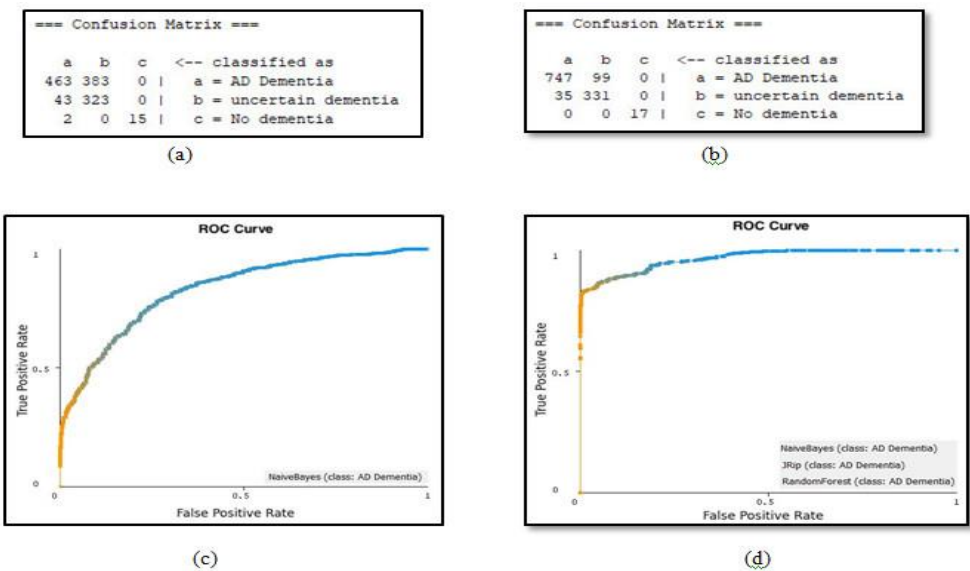 === Confusion Matrix ===
a b c <-- classified as
463 383 0 | a = AD Dementia
43 323 0 | b = uncertain dementia
2 0 15 | c = No dementia
(a)
=== Confusion Matrix ===
a b c <-- classified as
747 99 0 | a = AD Dementia
35 331 0 | b = uncertain dementia
0 0 17 | c = No dementia
(b)
ROC Curve
1
0.5
0
True Positive Rate
NaiveBayes (class: AD Dementia)
0 0.5 1
False Positive Rate
(c)
ROC Curve
1
0.5
0
True Positive Rate
NaiveBayes (class: AD Dementia)
JRip (class: AD Dementia)
RandomForest (class: AD Dementia)
0 0.5 1
False Positive Rate
(d)